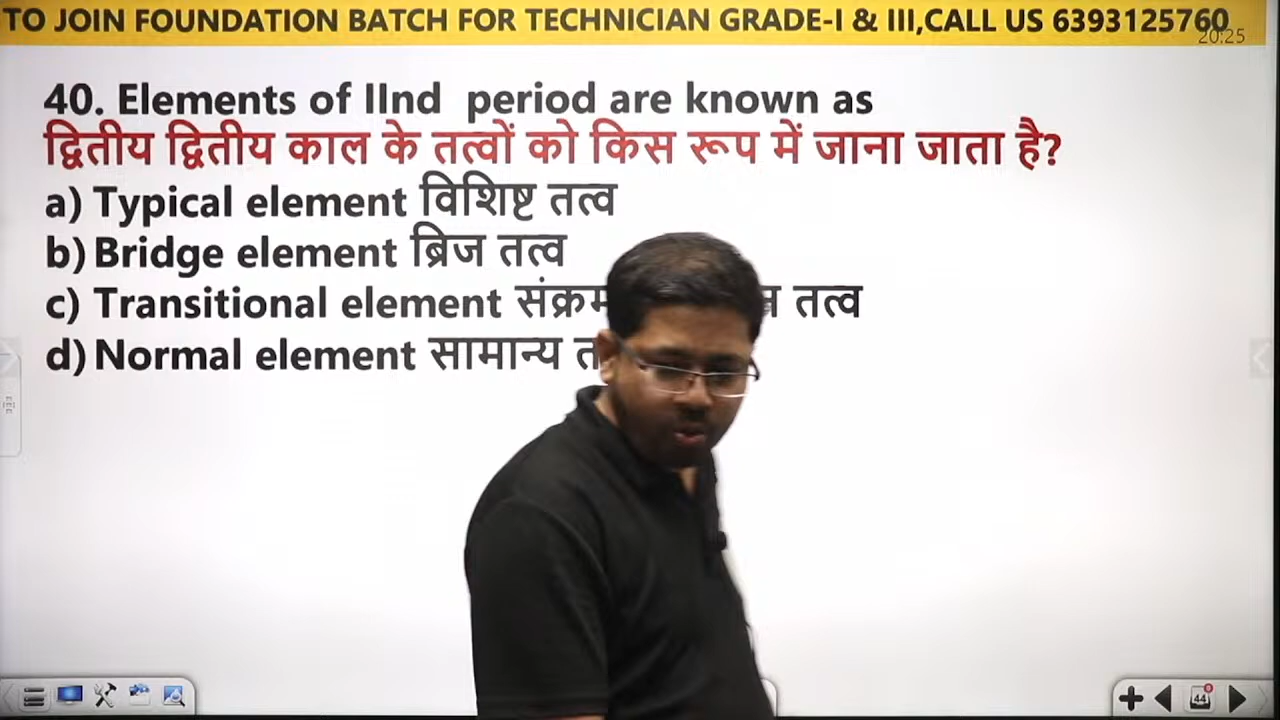 TO JOIN FOUNDATION BATCH FOR TECHNICIAN GRADE-I & III,CALL US 6393125760
20:25
40. Elements of IInd period are known as
द्वितीय द्वितीय काल के तत्वों को किस रूप में जाना जाता है?
a) Typical element विशिष्ट तत्व
b) Bridge element ब्रिज तत्व
c) Transitional element तत्व
d) Normal element सामान्य
44